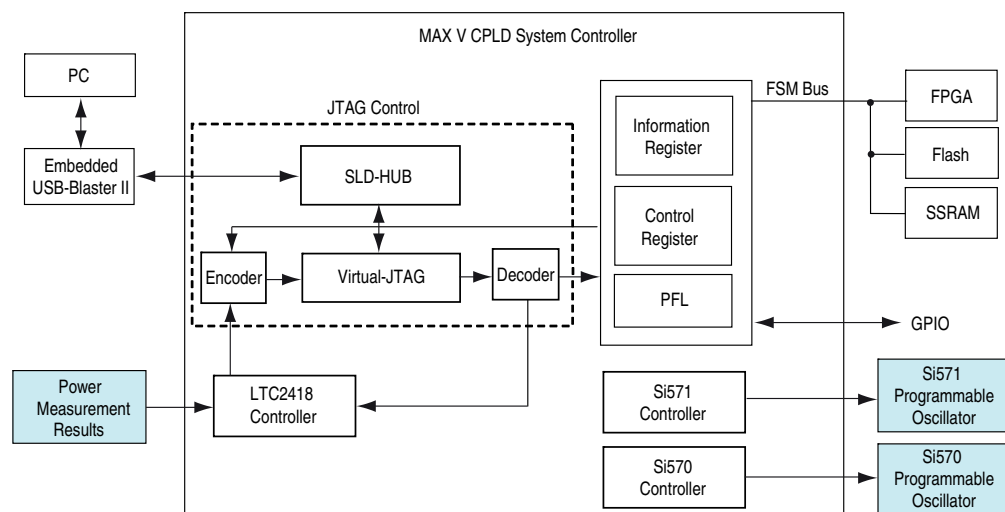 MAX V CPLD System Controller
PC
JTAG Control
FSM Bus
FPGA
Information
Register
Flash
Embedded
USB-Blaster II
SLD-HUB
SSRAM
Control
Register
Encoder
Virtual-JTAG
Decoder
PFL
GPIO
Power
Measurement
Results
LTC2418
Controller
Si571
Controller
Si571
Programmable
Oscillator
Si570
Controller
Si570
Programmable
Oscillator